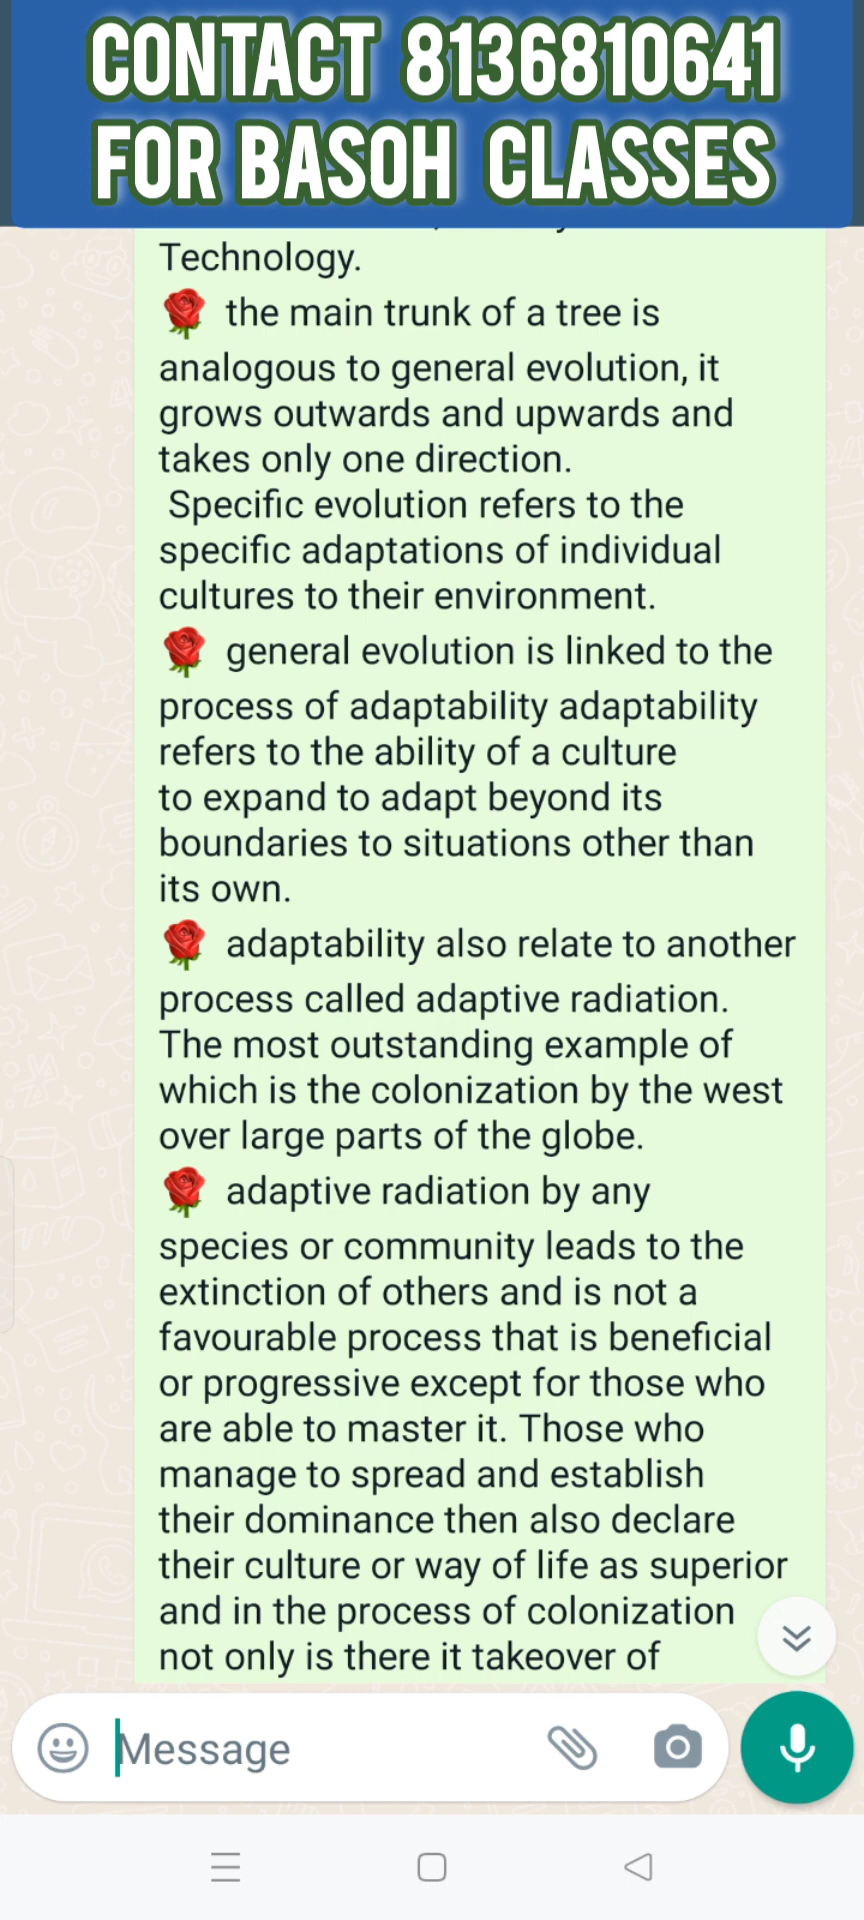 CONTACT 8136810641
FOR BASOH CLASSES
Technology.
🌹 the main trunk of a tree is
analogous to general evolution, it
grows outwards and upwards and
takes only one direction.
Specific evolution refers to the
specific adaptations of individual
cultures to their environment.
🌹 general evolution is linked to the
process of adaptability adaptability
refers to the ability of a culture
to expand to adapt beyond its
boundaries to situations other than
its own.
🌹 adaptability also relate to another
process called adaptive radiation.
The most outstanding example of
which is the colonization by the west
over large parts of the globe.
🌹 adaptive radiation by any
species or community leads to the
extinction of others and is not a
favourable process that is beneficial
or progressive except for those who
are able to master it. Those who
manage to spread and establish
their dominance then also declare
their culture or way of life as superior
and in the process of colonization
not only is there it takeover of
Message